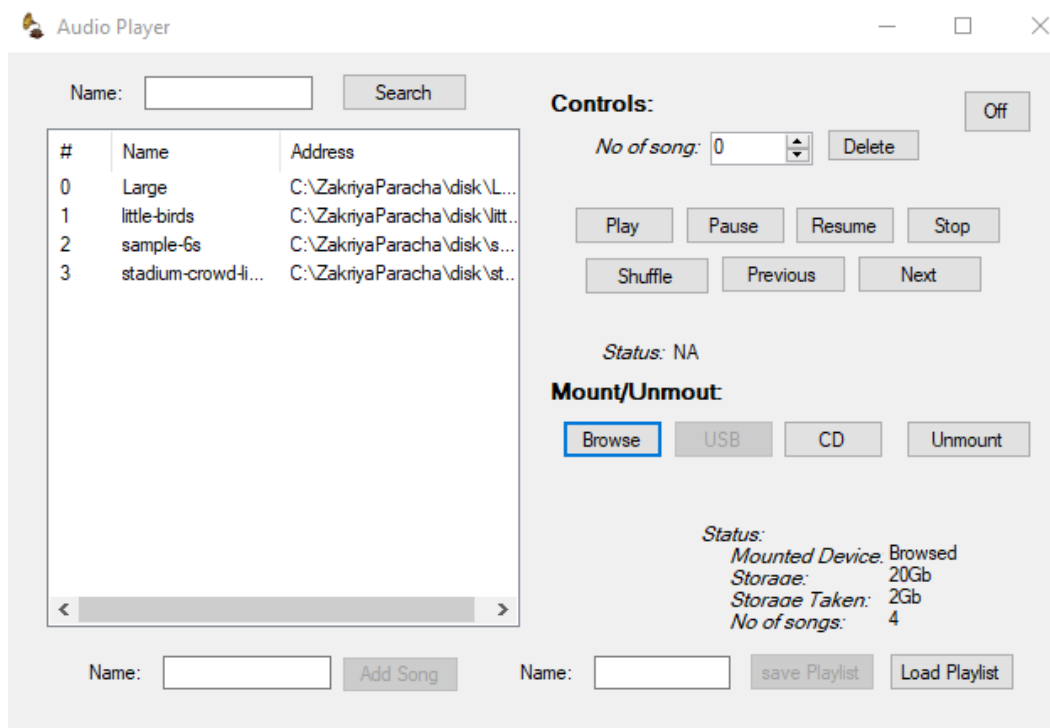 Audio Player
Name: Search
Controls:
Off
No of song: 0 Delete
# Name Address
0 Large C:\ZakriyaParacha\disk\L...
1 little-birds C:\ZakriyaParacha\disk\litt...
2 sample-6s C:\ZakriyaParacha\disk\s...
3 stadium-crowd-li... C:\ZakriyaParacha\disk\st...
Play Pause Resume Stop
Shuffle Previous Next
Status: NA
Mount/Unmout:
Browse USB CD Unmount
Status:
Mounted Device: Browsed
Storage: 20Gb
Storage Taken: 2Gb
No of songs: 4
Name: Add Song
Name: save Playlist Load Playlist